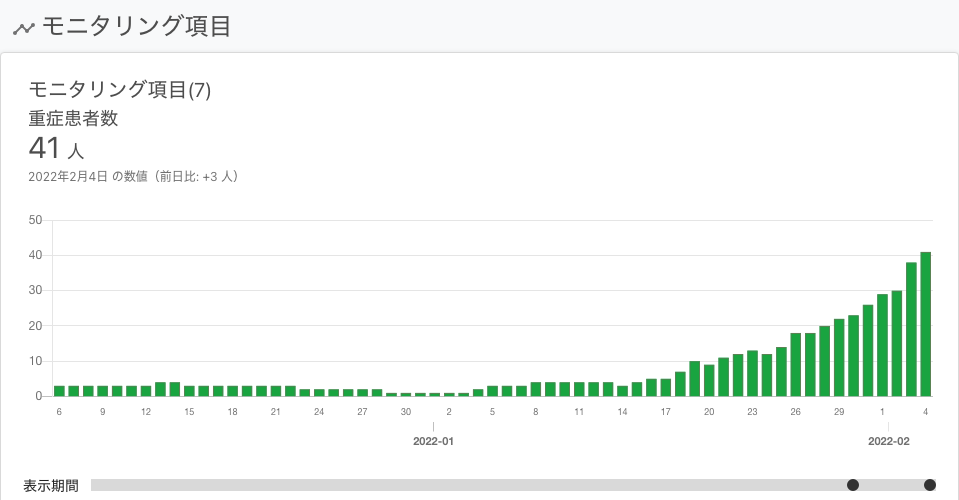 モニタリング項目
モニタリング項目(7)
重症患者数
41 人
2022年2月4日 の数値（前日比: +3 人）
50
40
30
20
10
0
6 9 12 15 18 21 24 27 30 2 5 8 11 14 17 20 23 26 29 1 4
2022-01 2022-02
表示期間